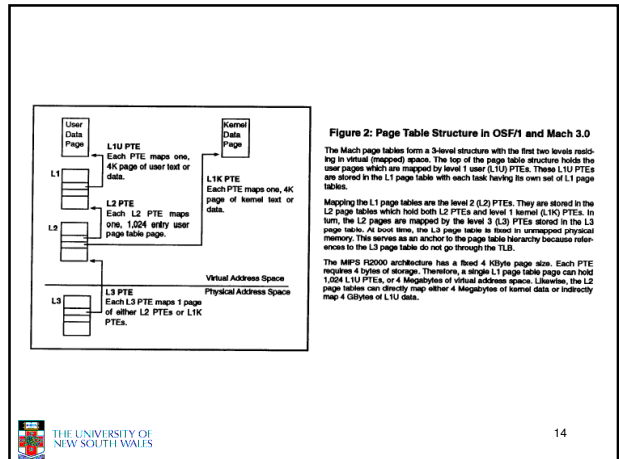 User
Data
Page
Kernel
Data
Page
L1U PTE
Each PTE maps one,
4K page of user text or
data.
L1
L1K PTE
Each PTE maps one, 4K
page of kernel text or
data.
L2 PTE
Each L2 PTE maps
one, 1,024 entry user
page table page.
L2
Virtual Address Space
Physical Address Space
L3
L3 PTE
Each L3 PTE maps 1 page
of either L2 PTEs or L1K
PTEs.
Figure 2: Page Table Structure in OSF/1 and Mach 3.0
The Mach page tables form a 3-level structure with the first two levels resid-
ing in virtual (mapped) space. The top of the page table structure holds the
user pages which are mapped by level 1 user (L1U) PTEs. These L1U PTEs
are stored in the L1 page table with each task having its own set of L1 page
tables.
Mapping the L1 page tables are the level 2 (L2) PTEs. They are stored in the
L2 page tables which hold both L2 PTEs and level 1 kernel (L1K) PTEs. In
turn, the L2 pages are mapped by the level 3 (L3) PTEs stored in the L3
page table. At boot time, the L3 page table is fixed in unmapped physical
memory. This serves as an anchor to the page table hierarchy because refer-
ences to the L3 page table do not go through the TLB.
The MIPS R2000 architecture has a fixed 4 KByte page size. Each PTE
requires 4 bytes of storage. Therefore, a single L1 page table page can hold
1,024 L1U PTEs, or 4 Megabytes of virtual address space. Likewise, the L2
page tables can directly map either 4 Megabytes of kernel data or indirectly
map 4 GBytes of L1U data.
THE UNIVERSITY OF
NEW SOUTH WALES
14